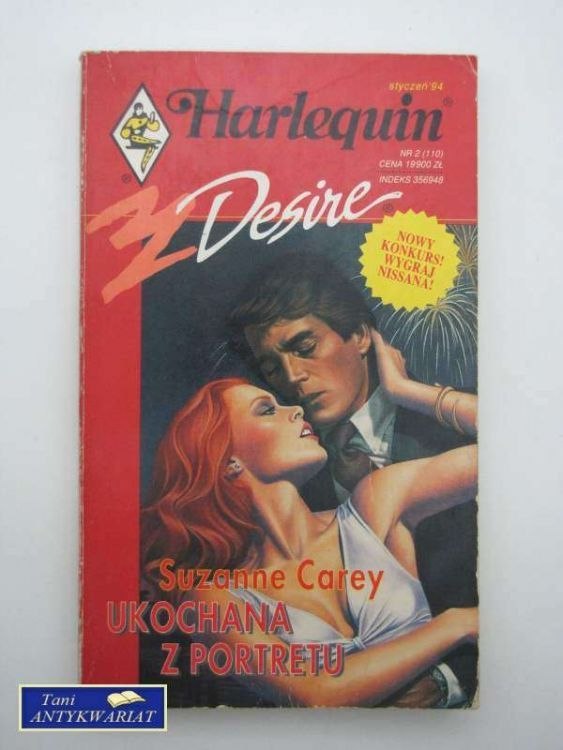 styczeń'94
Harlequin®
®
NR 2 (110)
CENA 19900 ZŁ
INDEKS 356948
Desire®
NOWY
KONKURS!
WYGRAJ
NISSANA!
Suzanne Carey
UKOCHANA
Z PORTRETU
Tani
ANTYKWARIAT